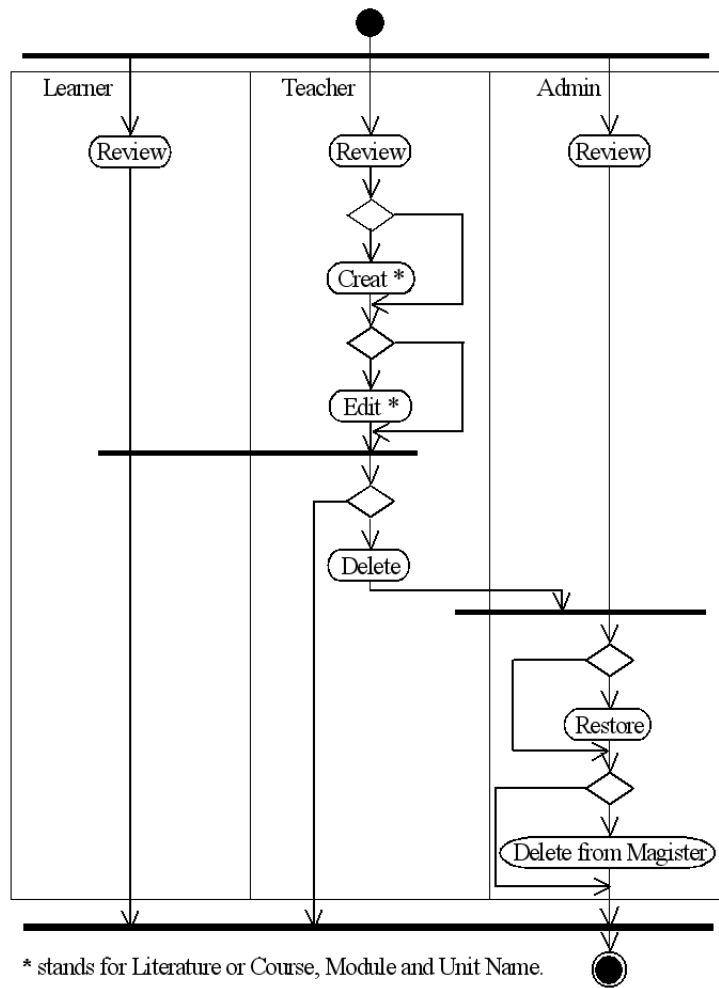 Learner
Teacher
Admin
Review
Review
Review
Creat *
Edit *
Delete
Restore
Delete from Magister
* stands for Literature or Course, Module and Unit Name.